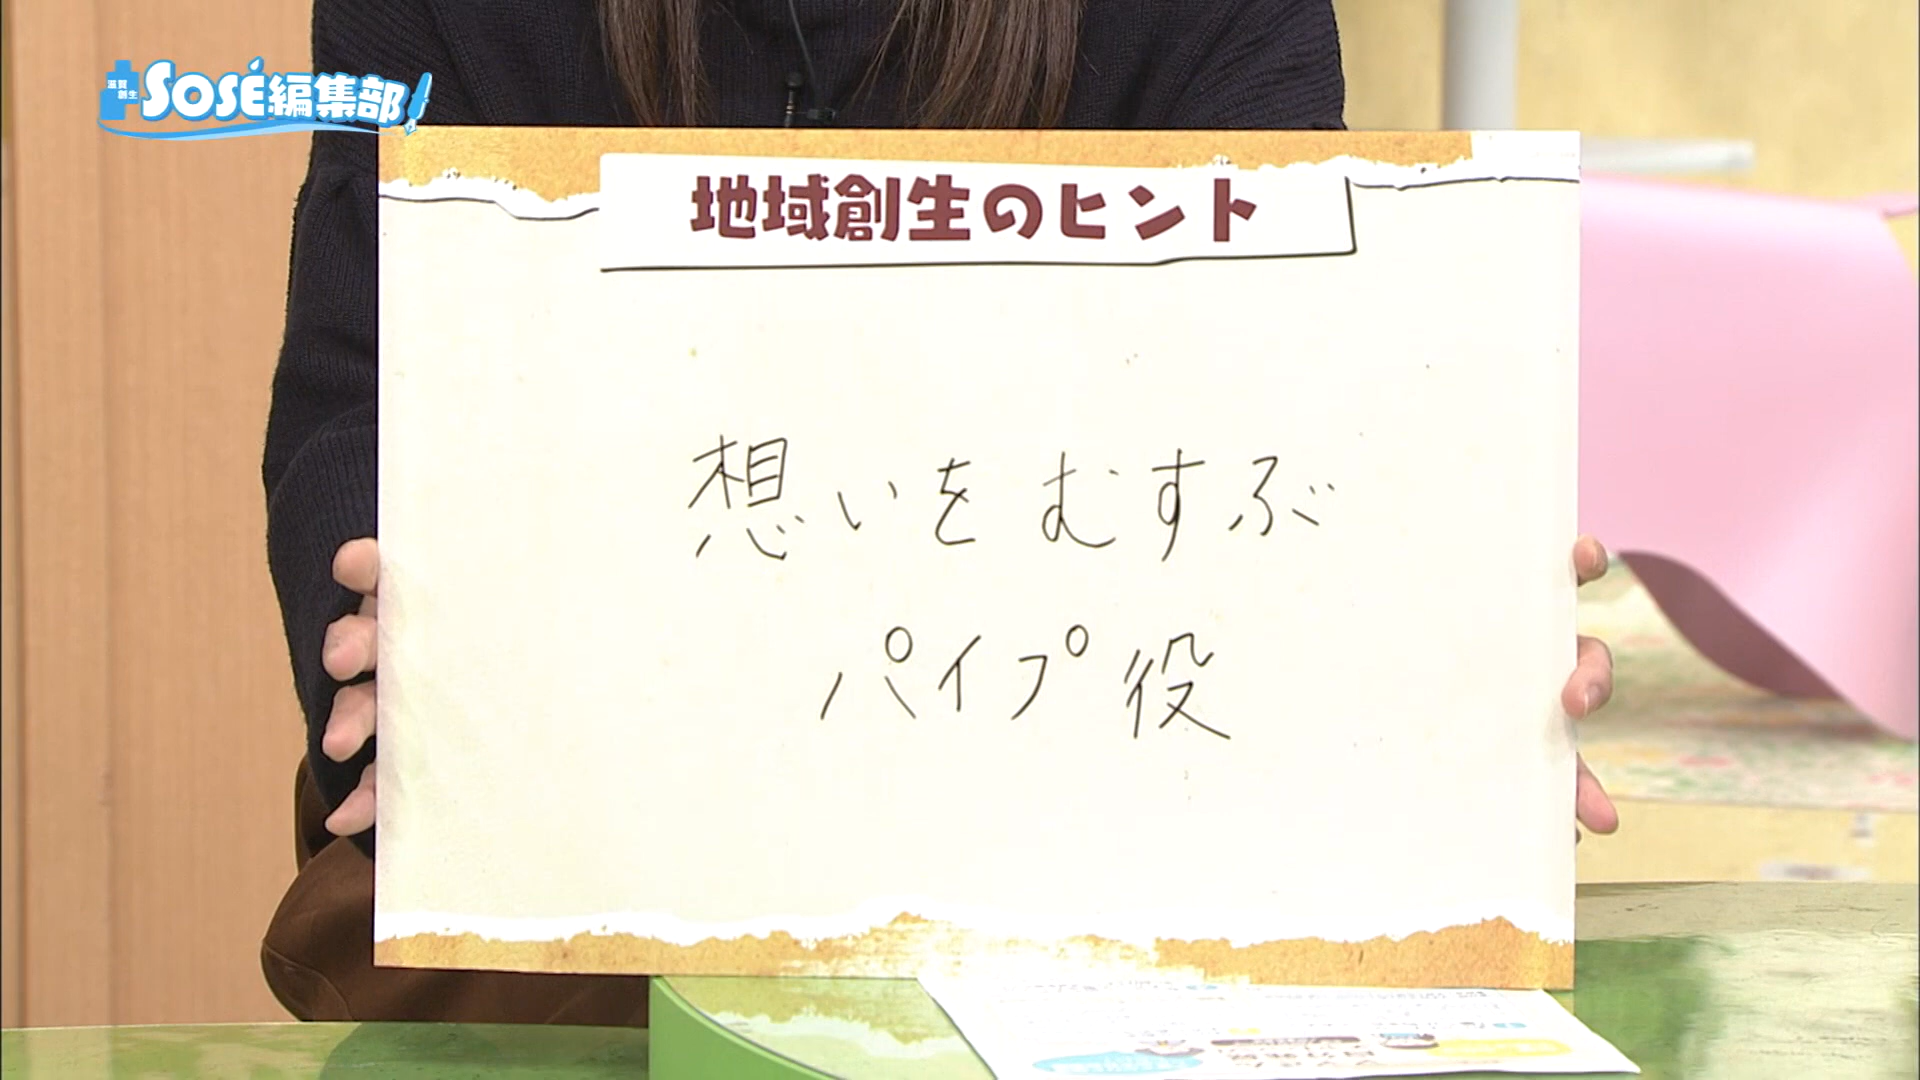 滋賀
創生
SOSÉ編集部!
地域創生のヒント
想いをむすぶ
パイプ役